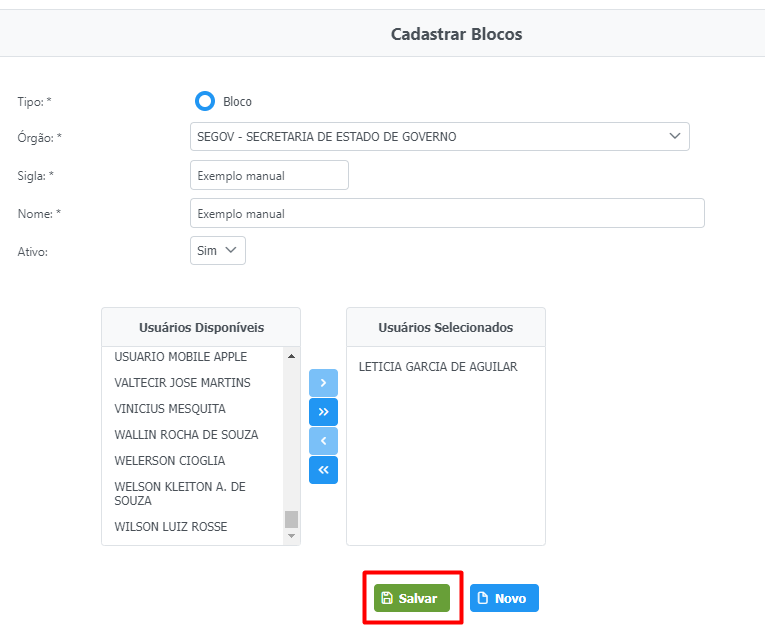 Cadastrar Blocos
Tipo: *
Bloco
Órgão: *
SEGOV - SECRETARIA DE ESTADO DE GOVERNO
Sigla: *
Exemplo manual
Nome: *
Exemplo manual
Ativo:
Sim
Usuários Disponíveis
USUARIO MOBILE APPLE
VALTECIR JOSE MARTINS
VINICIUS MESQUITA
WALLIN ROCHA DE SOUZA
WELERSON CIOGLIA
WELSON KLEITON A. DE
SOUZA
WILSON LUIZ ROSSE
Usuários Selecionados
LETICIA GARCIA DE AGUILAR
Salvar
Novo